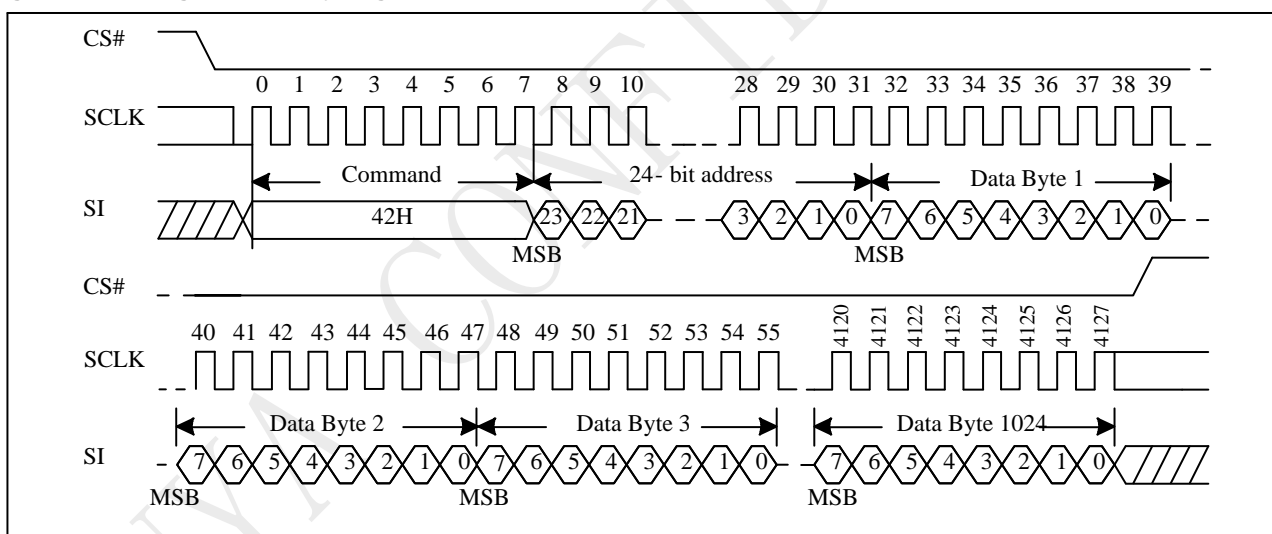 CS#
0 1 2 3 4 5 6 7 8 9 10 28 29 30 31 32 33 34 35 36 37 38 39
SCLK
Command 24- bit address Data Byte 1
SI 42H 23 22 21 3 2 1 0 7 6 5 4 3 2 1 0
MSB MSB
CS#
40 41 42 43 44 45 46 47 48 49 50 51 52 53 54 55 4120 4121 4122 4123 4124 4125 4126 4127
SCLK
Data Byte 2 Data Byte 3 Data Byte 1024
SI 7 6 5 4 3 2 1 0 7 6 5 4 3 2 1 0 7 6 5 4 3 2 1 0
MSB MSB MSB